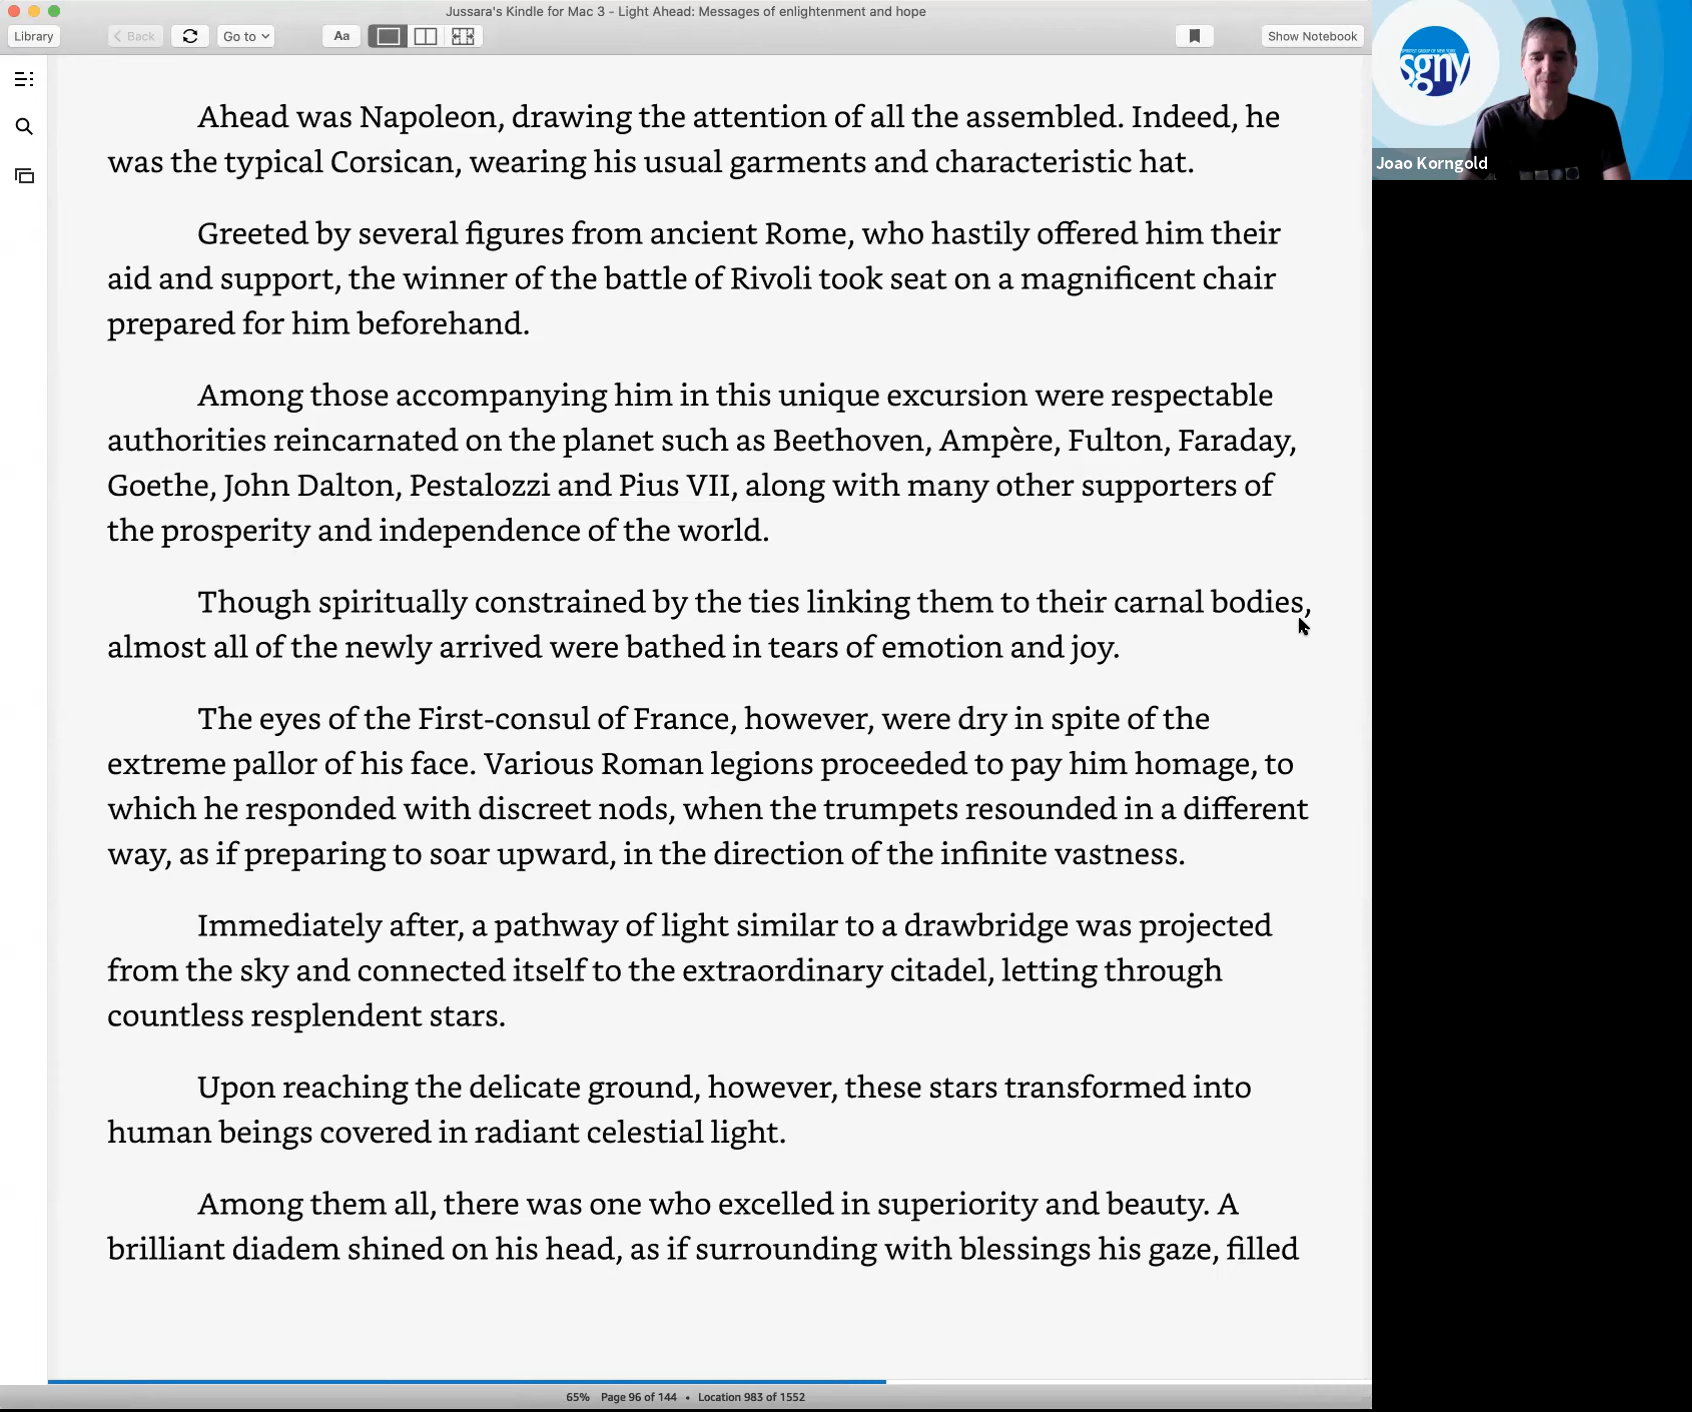 Jussara's Kindle for Mac 3 - Light Ahead: Messages of enlightenment and hope
Library
Back
Go to
Aa
Show Notebook
sgny
Joao Korngold
Ahead was Napoleon, drawing the attention of all the assembled. Indeed, he
was the typical Corsican, wearing his usual garments and characteristic hat.
Greeted by several figures from ancient Rome, who hastily offered him their
aid and support, the winner of the battle of Rivoli took seat on a magnificent chair
prepared for him beforehand.
Among those accompanying him in this unique excursion were respectable
authorities reincarnated on the planet such as Beethoven, Ampère, Fulton, Faraday,
Goethe, John Dalton, Pestalozzi and Pius VII, along with many other supporters of
the prosperity and independence of the world.
Though spiritually constrained by the ties linking them to their carnal bodies,
almost all of the newly arrived were bathed in tears of emotion and joy.
The eyes of the First-consul of France, however, were dry in spite of the
extreme pallor of his face. Various Roman legions proceeded to pay him homage, to
which he responded with discreet nods, when the trumpets resounded in a different
way, as if preparing to soar upward, in the direction of the infinite vastness.
Immediately after, a pathway of light similar to a drawbridge was projected
from the sky and connected itself to the extraordinary citadel, letting through
countless resplendent stars.
Upon reaching the delicate ground, however, these stars transformed into
human beings covered in radiant celestial light.
Among them all, there was one who excelled in superiority and beauty. A
brilliant diadem shined on his head, as if surrounding with blessings his gaze, filled
65% Page 96 of 144 • Location 983 of 1552